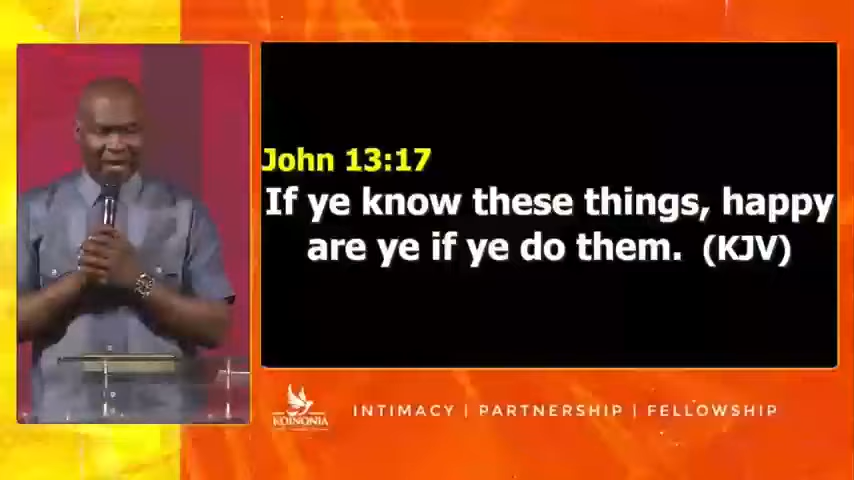 John 13:17
If ye know these things, happy
are ye if ye do them. (KJV)
KOINONIA
INTIMACY | PARTNERSHIP | FELLOWSHIP